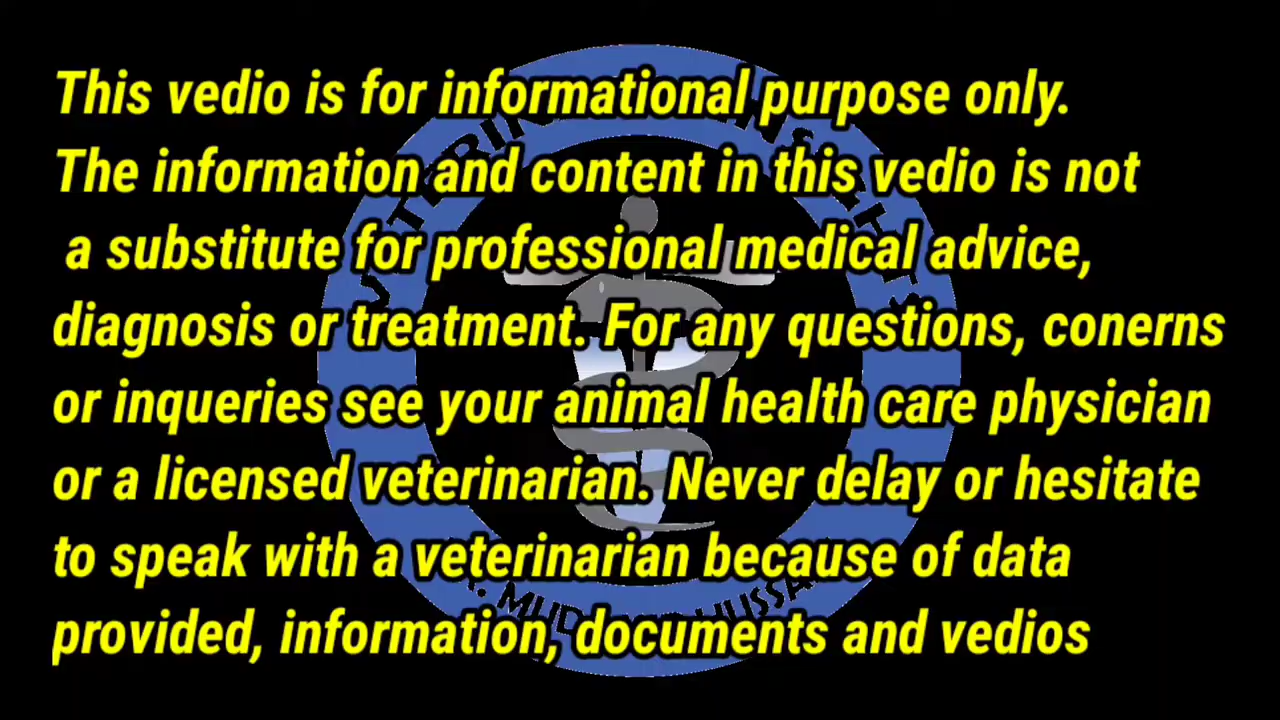 This vedio is for informational purpose only.
The information and content in this vedio is not
a substitute for professional medical advice,
diagnosis or treatment. For any questions, conerns
or inqueries see your animal health care physician
or a licensed veterinarian. Never delay or hesitate
to speak with a veterinarian because of data
provided, information, documents and vedios